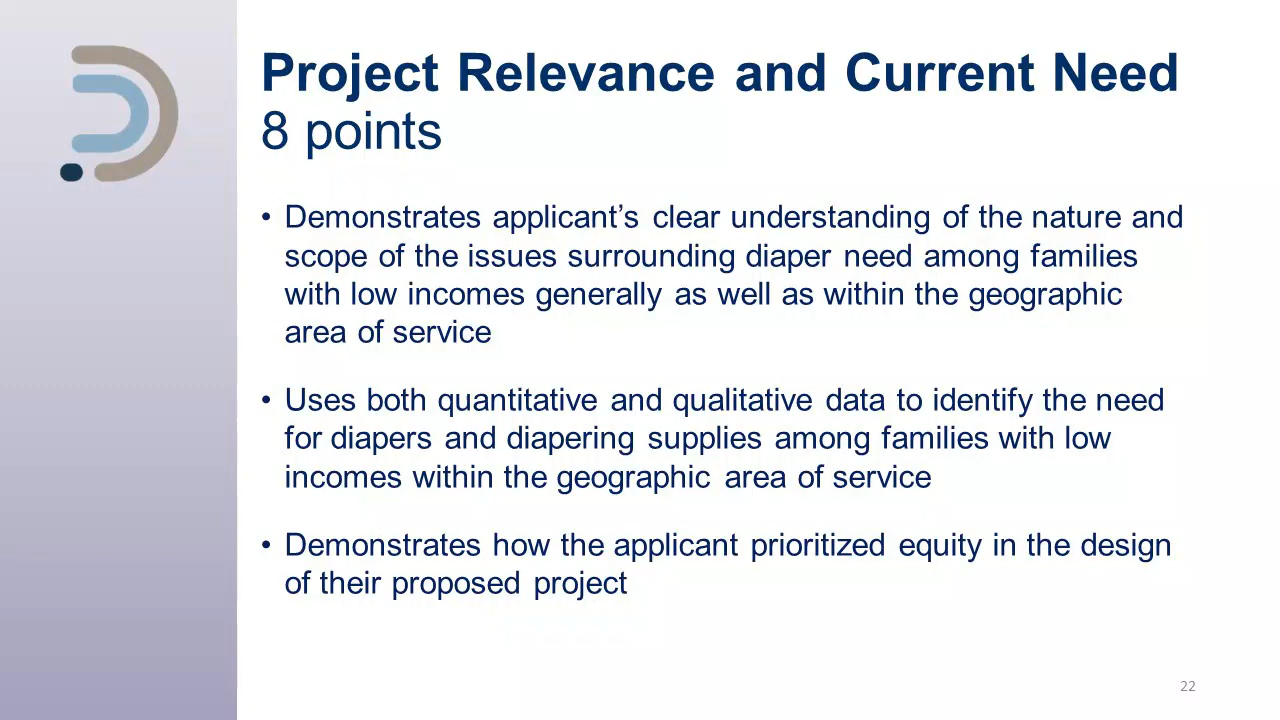 Project Relevance and Current Need
8 points
• Demonstrates applicant’s clear understanding of the nature and
scope of the issues surrounding diaper need among families
with low incomes generally as well as within the geographic
area of service
• Uses both quantitative and qualitative data to identify the need
for diapers and diapering supplies among families with low
incomes within the geographic area of service
• Demonstrates how the applicant prioritized equity in the design
of their proposed project
22